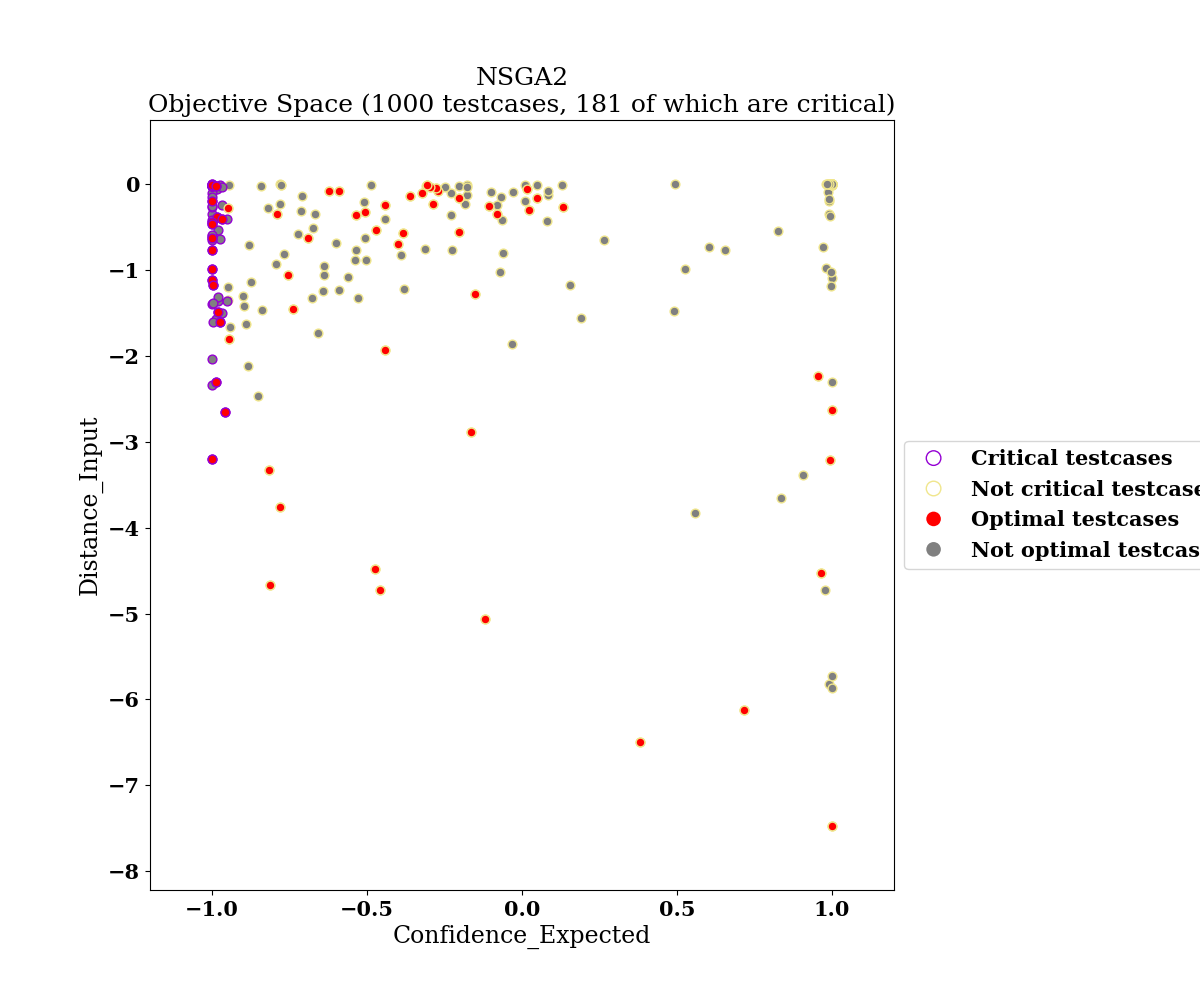 NSGA2
Objective Space (1000 testcases, 181 of which are critical)
0
−1
−2
−3
−4
−5
−6
−7
−8
Distance_Input
−1.0
−0.5
0.0
0.5
1.0
Confidence_Expected
Critical testcases
Not critical testcase
Optimal testcases
Not optimal testcas